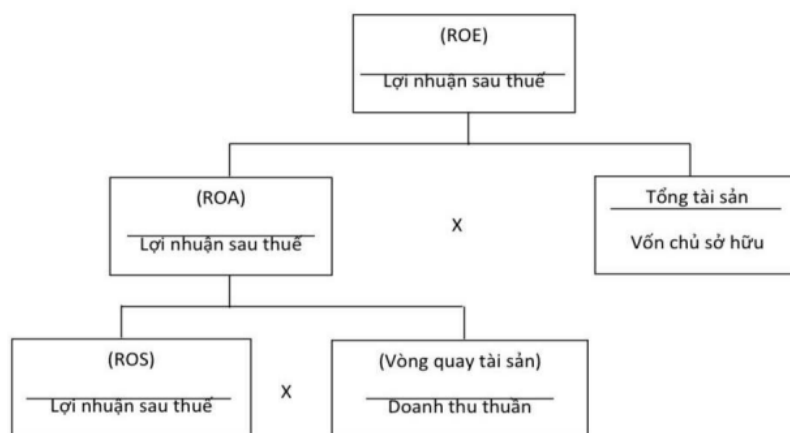 (ROE)
Lợi nhuận sau thuế
(ROA)
Lợi nhuận sau thuế
X
Tổng tài sản
Vốn chủ sở hữu
(ROS)
Lợi nhuận sau thuế
X
(Vòng quay tài sản)
Doanh thu thuần